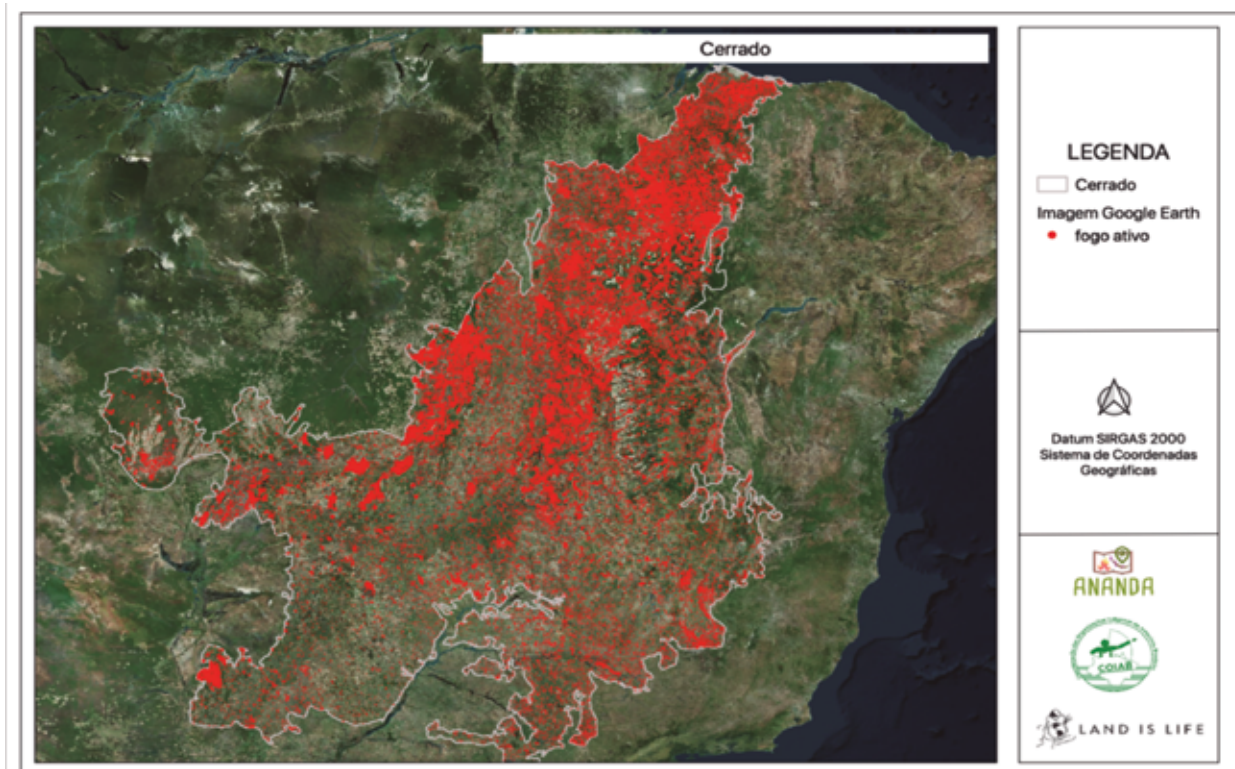 Cerrado
LEGENDA
Cerrado
Imagem Google Earth
fogo ativo
Datum SIRGAS 2000
Sistema de Coordenadas
Geográficas
ANANDA
COIAB
LAND IS LIFE